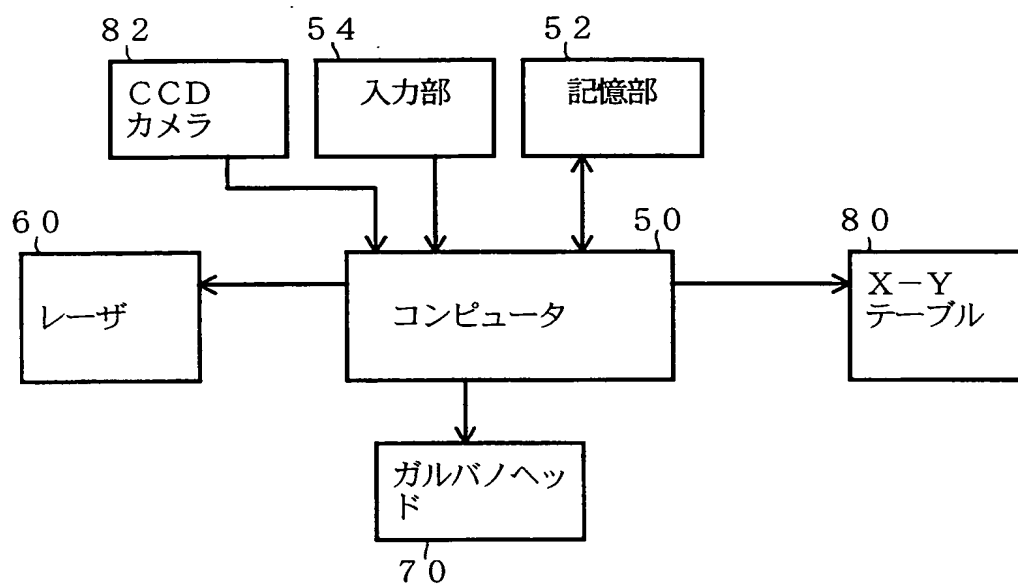 ８２
５４
５２
ＣＣＤ
カメラ
入力部
記憶部
６０
５０
８０
レーザ
コンピュータ
Ｘ－Ｙ
テーブル
ガルバノヘッ
ド
７０